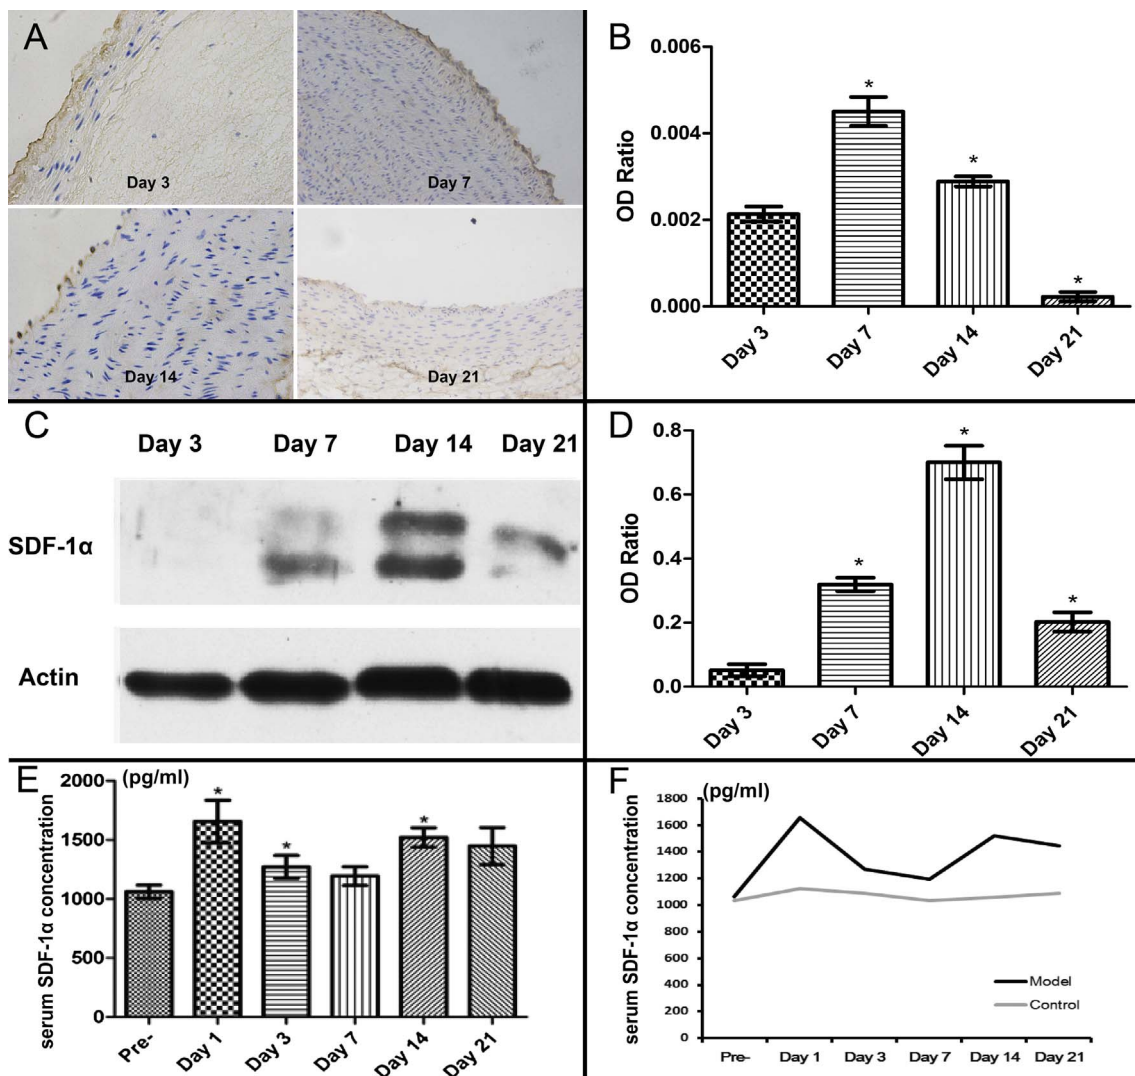 A
Day 3
Day 7
Day 14
Day 21
B
OD Ratio
0.006
0.004
0.002
0.000
*
*
*
Day 3
Day 7
Day 14
Day 21
C
Day 3 Day 7 Day 14 Day 21
SDF-1α
Actin
D
OD Ratio
0.8
0.6
0.4
0.2
0.0
*
*
*
Day 3
Day 7
Day 14
Day 21
E
(pg/ml)
serum SDF-1α concentration
2000
1500
1000
500
0
*
*
*
Pre-
Day 1
Day 3
Day 7
Day 14
Day 21
F
(pg/ml)
serum SDF-1α concentration
1800
1600
1400
1200
1000
800
600
400
200
0
Model
Control
Pre- Day 1 Day 3 Day 7 Day 14 Day 21